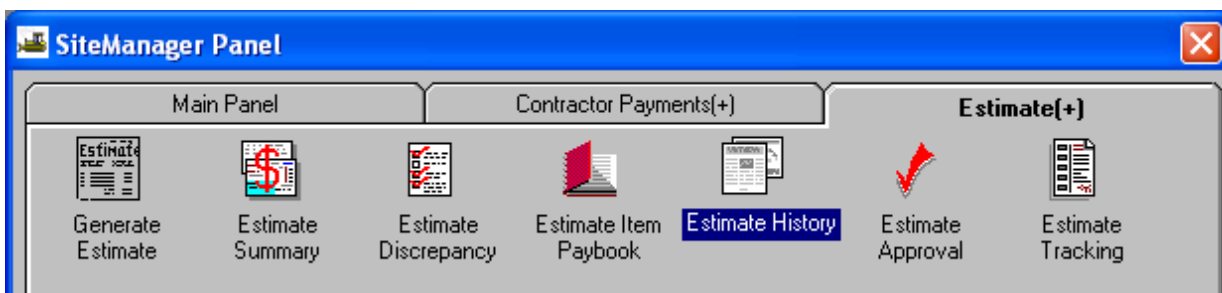 SiteManager Panel
Main Panel
Contractor Payments(+)
Estimate(+)
Estimate
Generate
Estimate
Estimate
Summary
Estimate
Discrepancy
Estimate Item
Paybook
Estimate History
Estimate
Approval
Estimate
Tracking